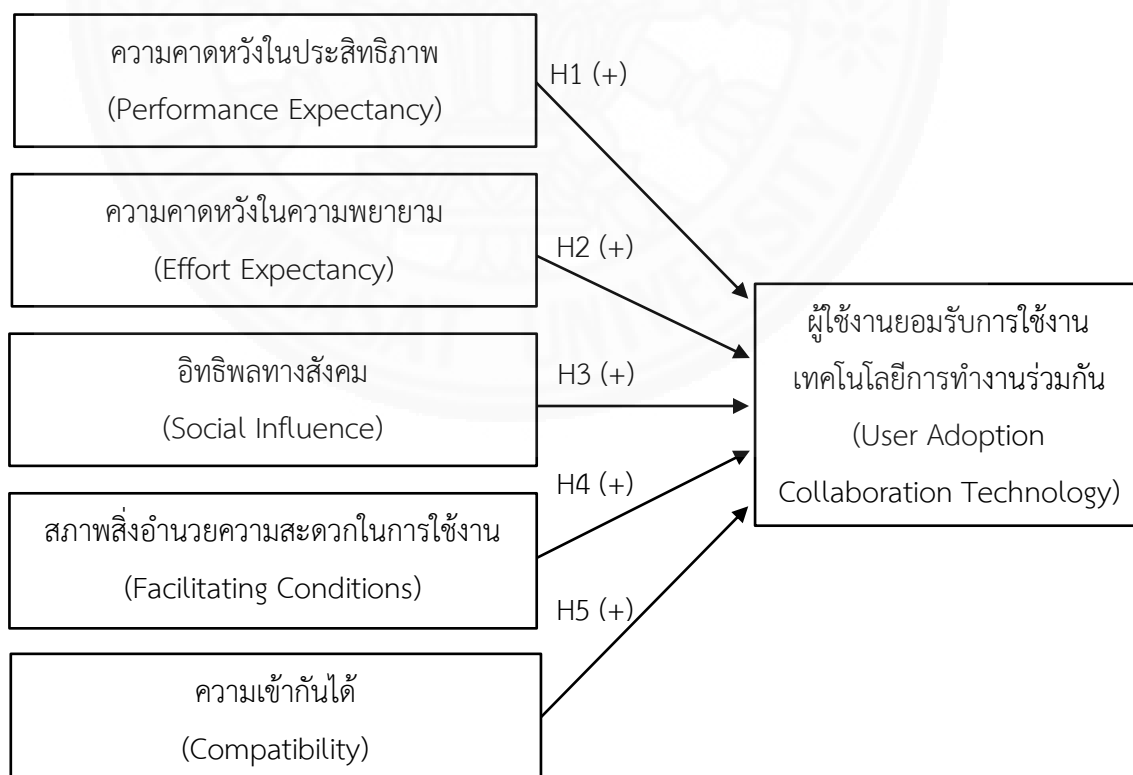 ความคาดหวังในประสิทธิภาพ
(Performance Expectancy)
H1 (+)
ความคาดหวังในความพยายาม
(Effort Expectancy)
H2 (+)
อิทธิพลทางสังคม
(Social Influence)
H3 (+)
สภาพสิ่งอำนวยความสะดวกในการใช้งาน
(Facilitating Conditions)
H4 (+)
ความเข้ากันได้
(Compatibility)
H5 (+)
ผู้ใช้งานยอมรับการใช้งาน
เทคโนโลยีการทำงานร่วมกัน
(User Adoption
Collaboration Technology)